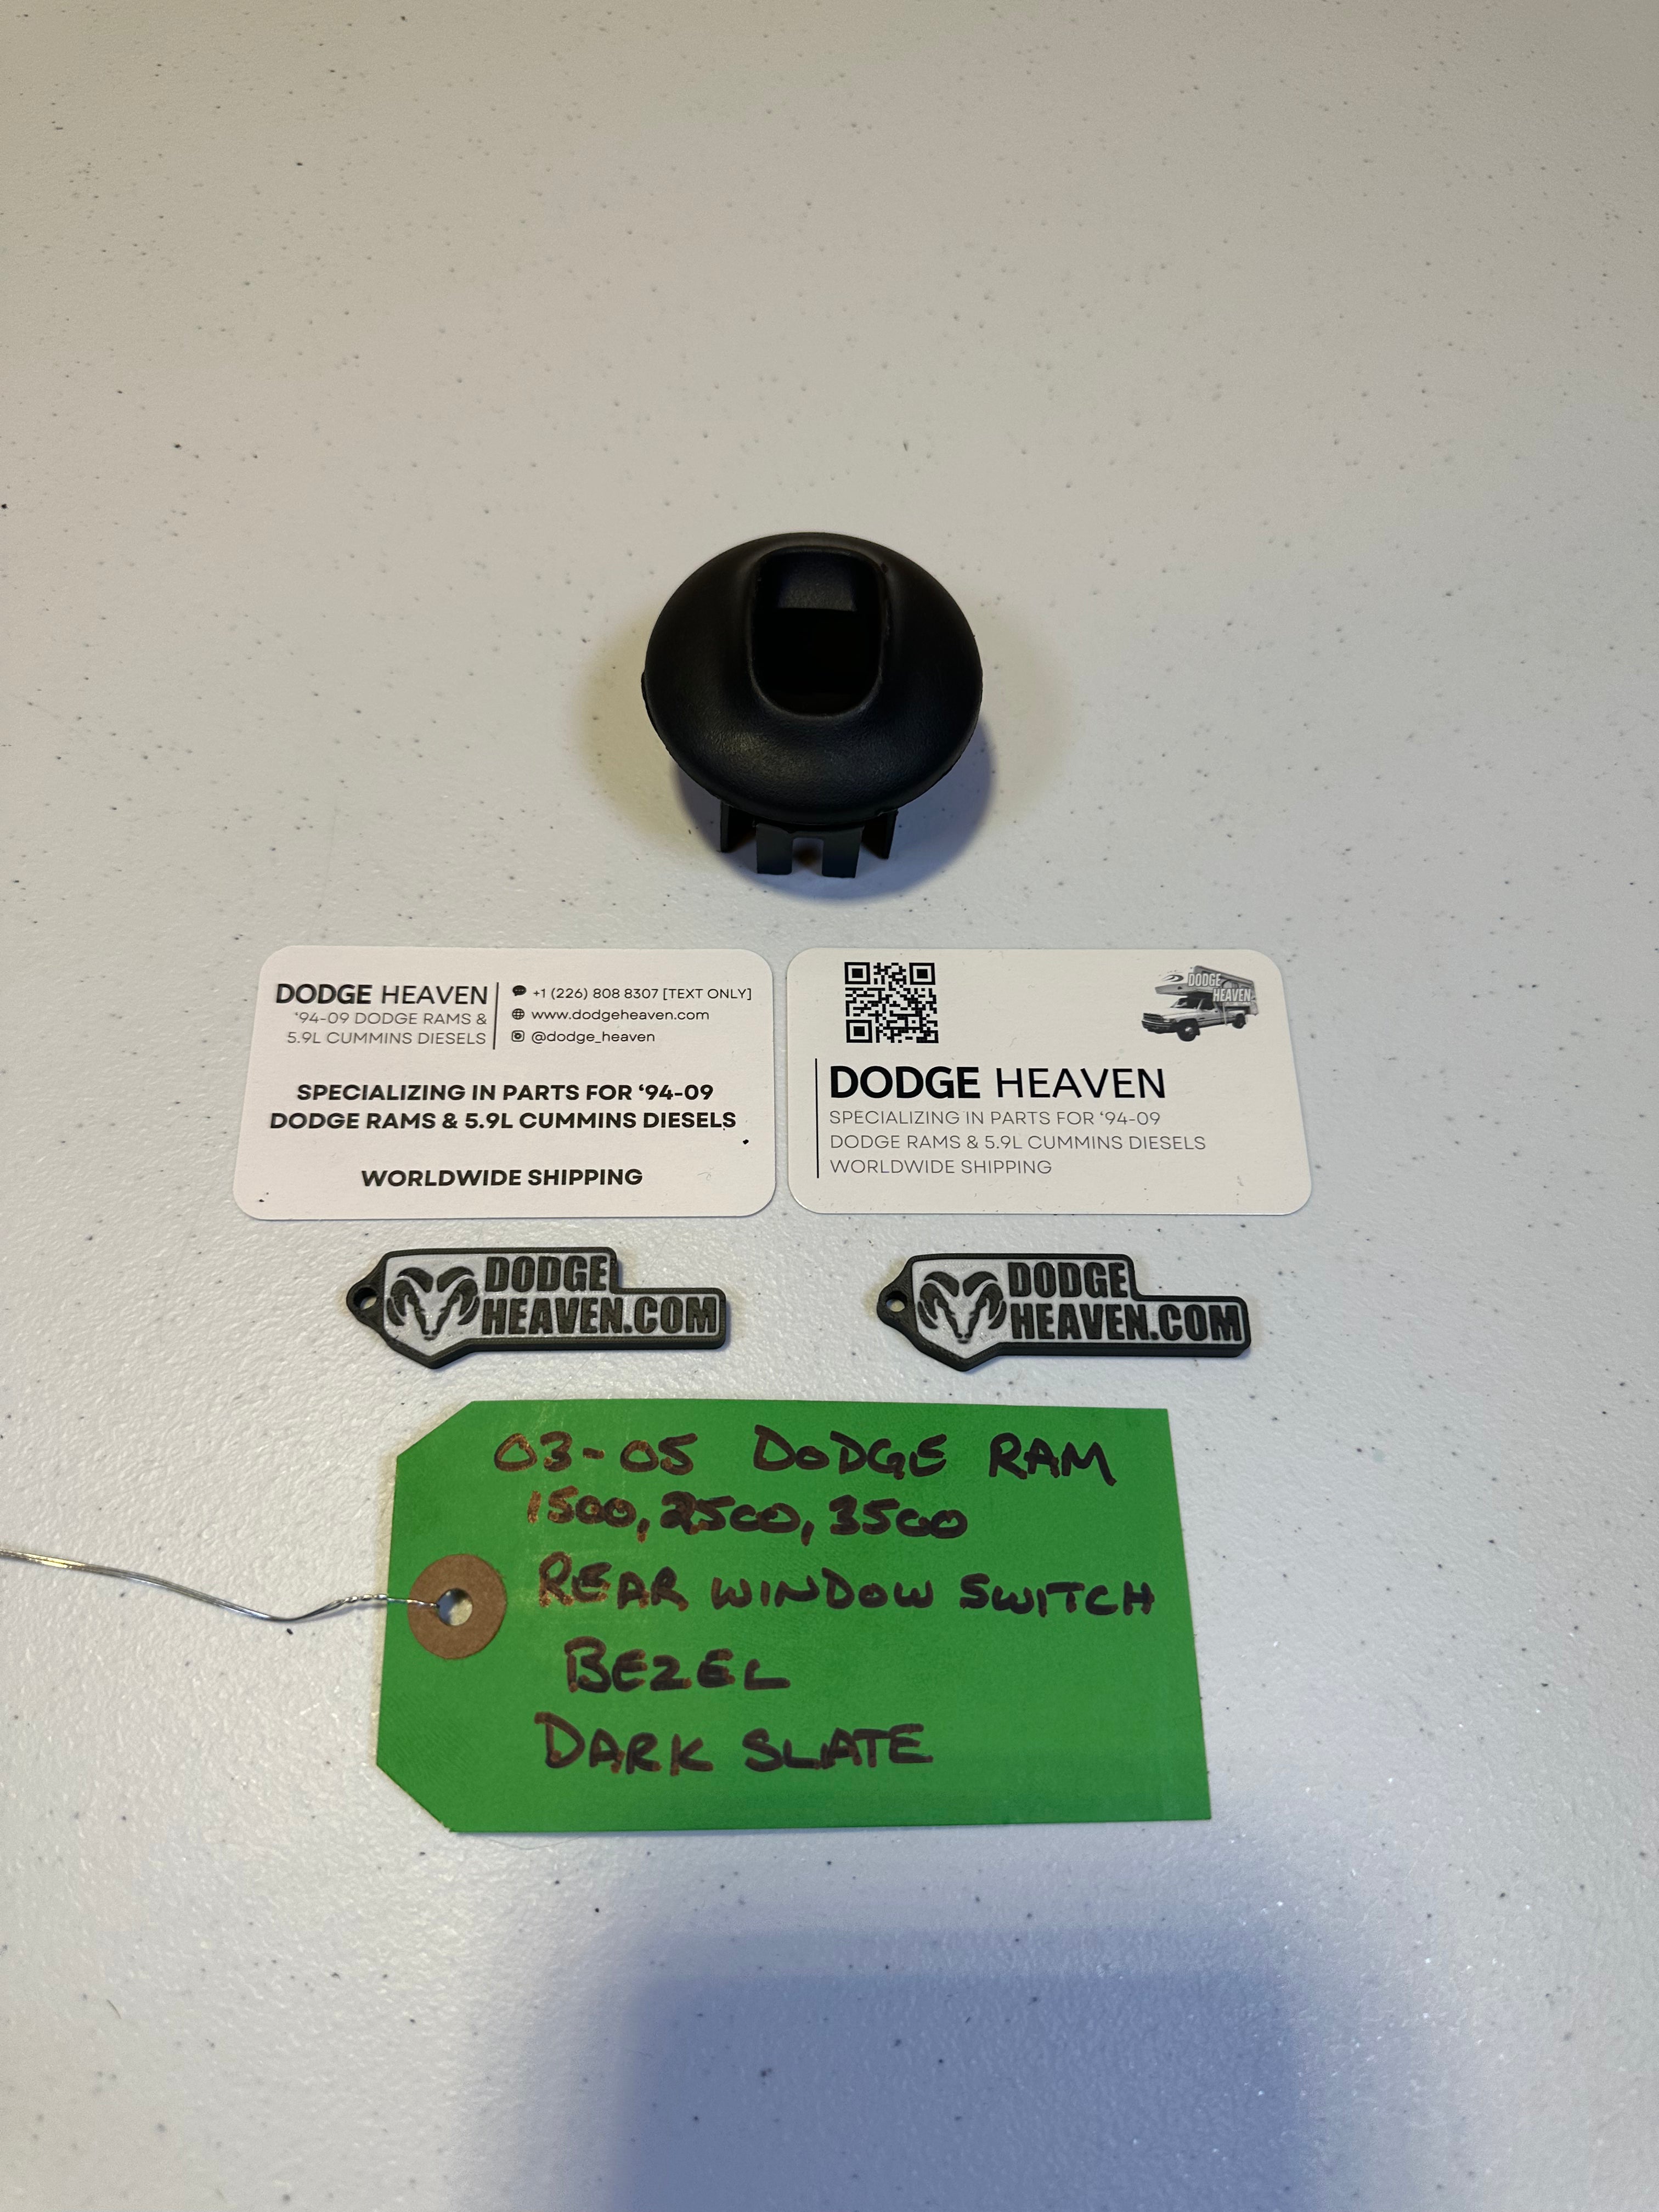 DODGE HEAVEN
'94-09 DODGE RAMS &
5.9L CUMMINS DIESELS
+1 (226) 808 8307 [TEXT ONLY]
www.dodgeheaven.com
@dodge_heaven
SPECIALIZING IN PARTS FOR '94-09
DODGE RAMS & 5.9L CUMMINS DIESELS
WORLDWIDE SHIPPING
DODGE
HEAVEN
DODGE HEAVEN
SPECIALIZING IN PARTS FOR '94-09
DODGE RAMS & 5.9L CUMMINS DIESELS
WORLDWIDE SHIPPING
DODGE
HEAVEN.COM
DODGE
HEAVEN.COM
03-05 DODGE RAM
1500, 2500, 3500
REAR WINDOW SWITCH
BEZEL
DARK SLATE